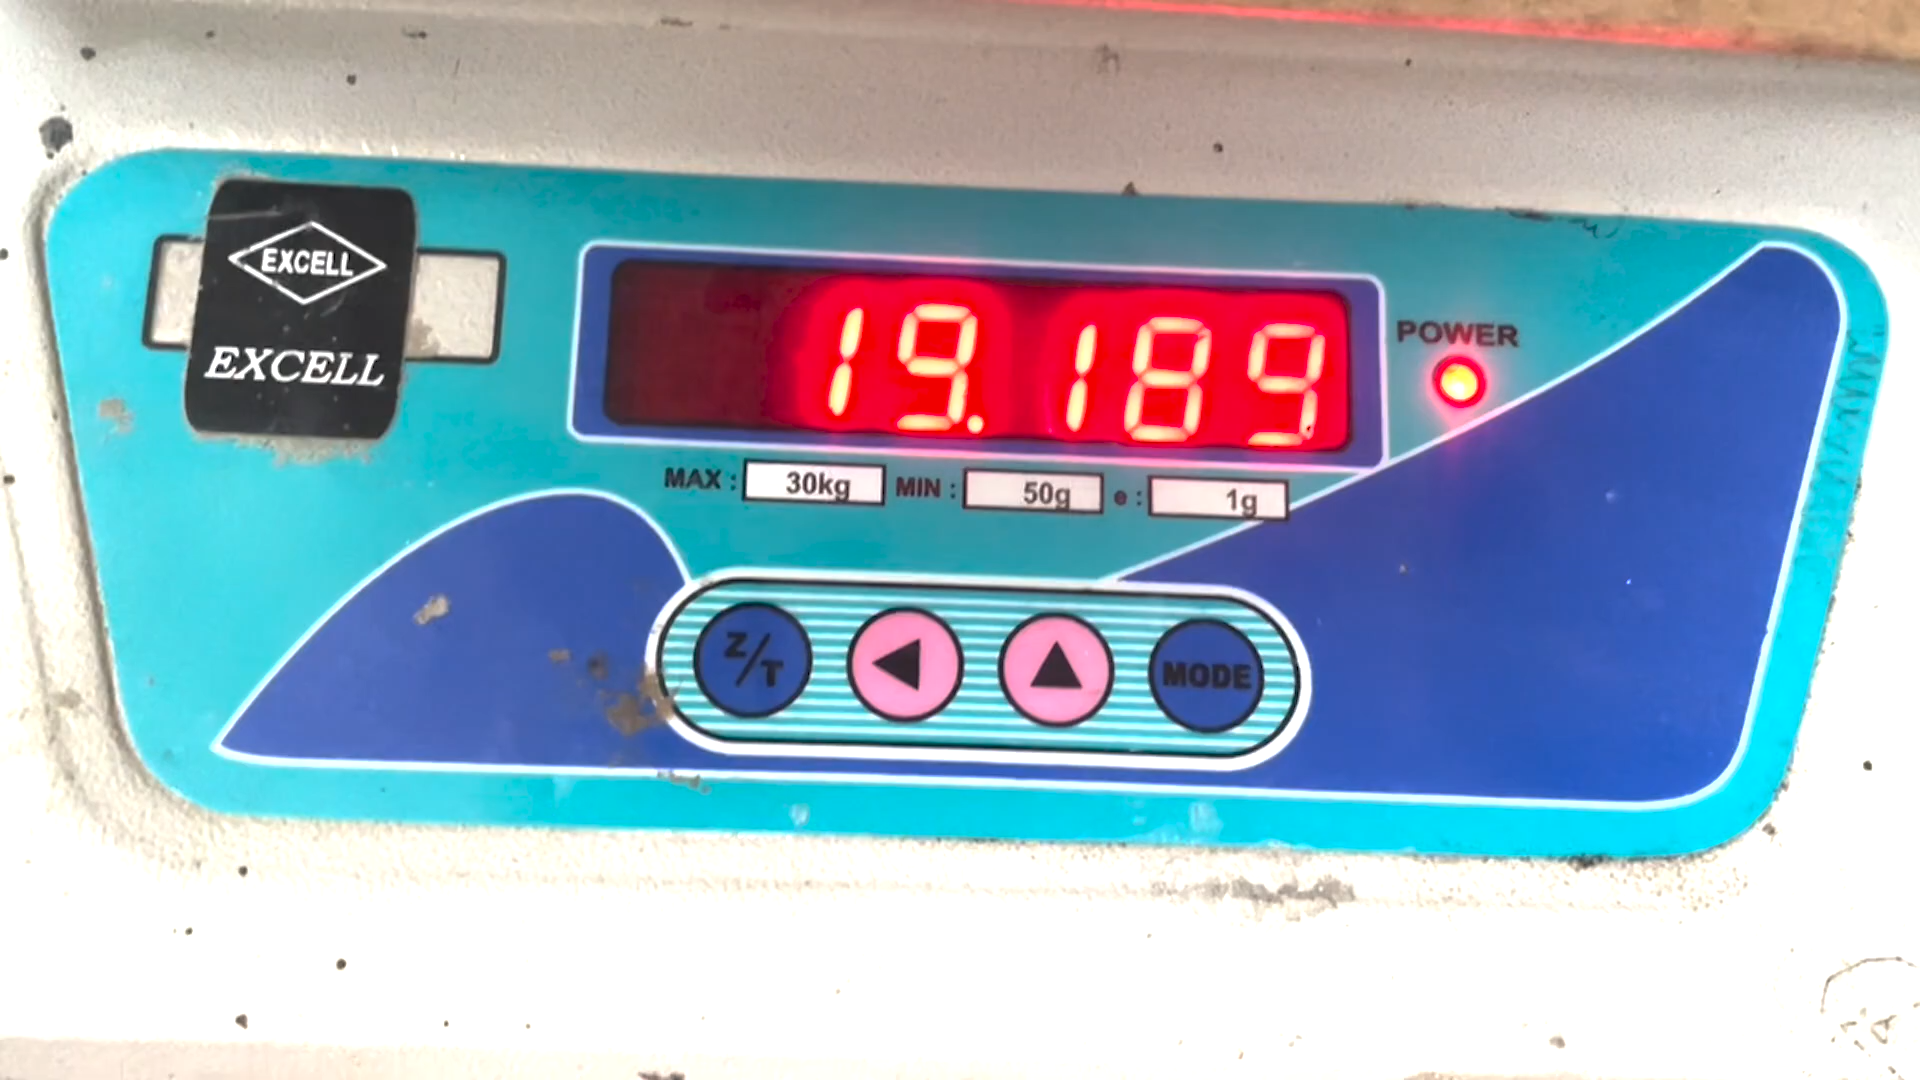 EXCELL
EXCELL
19.189
POWER
MAX : 30kg MIN : 50g e : 1g
Z/T
MODE